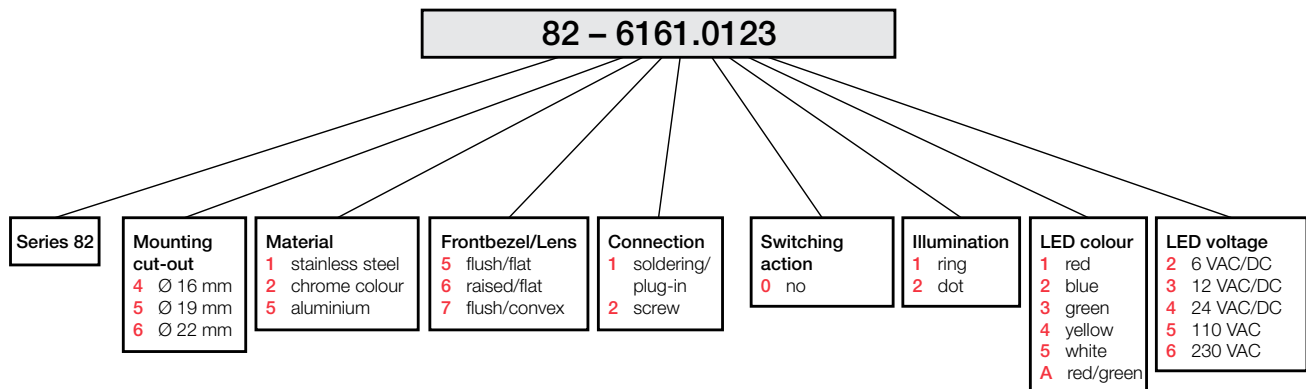 82 – 6161.0123
Series 82
Mounting
cut-out
4 Ø 16 mm
5 Ø 19 mm
6 Ø 22 mm
Material
1 stainless steel
2 chrome colour
5 aluminium
Frontbezel/Lens
5 flush/flat
6 raised/flat
7 flush/convex
Connection
1 soldering/
plug-in
2 screw
Switching
action
0 no
Illumination
1 ring
2 dot
LED colour
1 red
2 blue
3 green
4 yellow
5 white
A red/green
LED voltage
2 6 VAC/DC
3 12 VAC/DC
4 24 VAC/DC
5 110 VAC
6 230 VAC